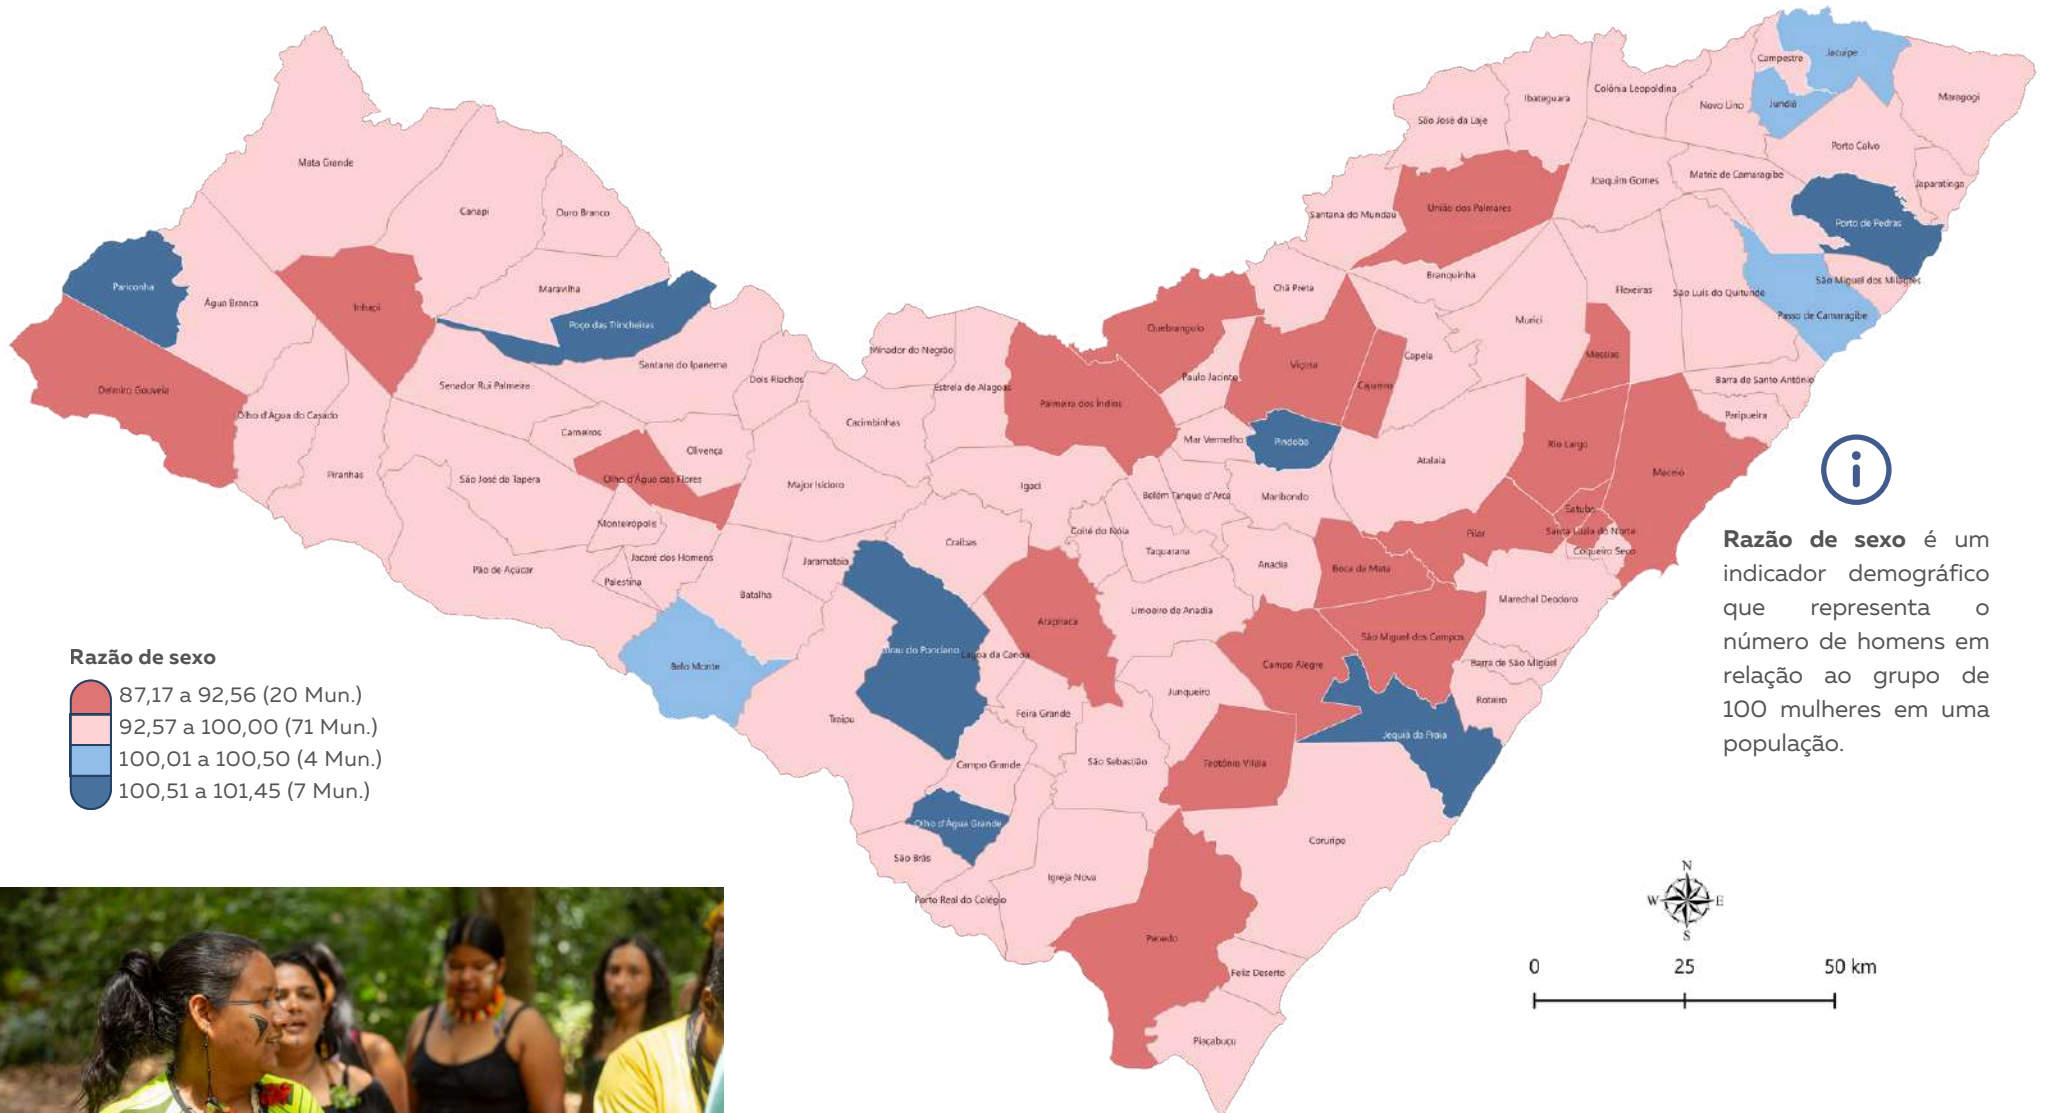 Jacuípe
Campestre
Maragogi
Colônia Leopoldina
Ibateguara
Novo Lino
Jundiá
São José da Laje
Porto Calvo
Mata Grande
Matriz de Camaragibe
Joaquim Gomes
Japaratinga
União dos Palmares
Canapi
Ouro Branco
Santana do Mundaú
Porto de Pedras
Branquinha
São Miguel dos Milagres
Pariconha
Chã Preta
Maravilha
Flexeiras
São Luís do Quitunde
Água Branca
Inhapi
Passo de Camaragibe
Murici
Poço das Trincheiras
Quebrangulo
Minador do Negrão
Messias
Capela
Santana do Ipanema
Viçosa
Dois Riachos
Paulo Jacinto
Barra de Santo Antônio
Senador Rui Palmeira
Estrela de Alagoas
Cajueiro
Delmiro Gouveia
Palmeira dos Índios
Olho d'Água do Casado
Paripueira
Cacimbinhas
Carneiros
Mar Vermelho
Pindoba
Rio Largo
Olivença
Atalaia
Maceió
Piranhas
São José da Tapera
Olho d'Água das Flores
Major Isidoro
Igaci
Belém
Tanque d'Arca
Maribondo
Satuba
Monteirópolis
Coité do Nóia
Pilar
Santa Luzia do Norte
Craíbas
Taquarana
Coqueiro Seco
Jacaré dos Homens
Jaramataia
Anadia
Boca da Mata
Pão de Açúcar
Palestina
Batalha
Marechal Deodoro
Limoeiro de Anadia
Arapiraca
São Miguel dos Campos
irau do Ponciano
Lagoa da Canoa
Belo Monte
Campo Alegre
Barra de São Miguel
Junqueiro
Roteiro
Feira Grande
Traipu
Jequiá da Praia
São Sebastião
Teotônio Vilela
Campo Grande
Olho d'Água Grande
Coruripe
São Brás
Igreja Nova
Porto Real do Colégio
Penedo
Feliz Deserto
Piaçabuçu
Razão de sexo
87,17 a 92,56 (20 Mun.)
92,57 a 100,00 (71 Mun.)
100,01 a 100,50 (4 Mun.)
100,51 a 101,45 (7 Mun.)
i
Razão de sexo é um
indicador demográfico
que representa o
número de homens em
relação ao grupo de
100 mulheres em uma
população.
N
W E
S
0 25 50 km